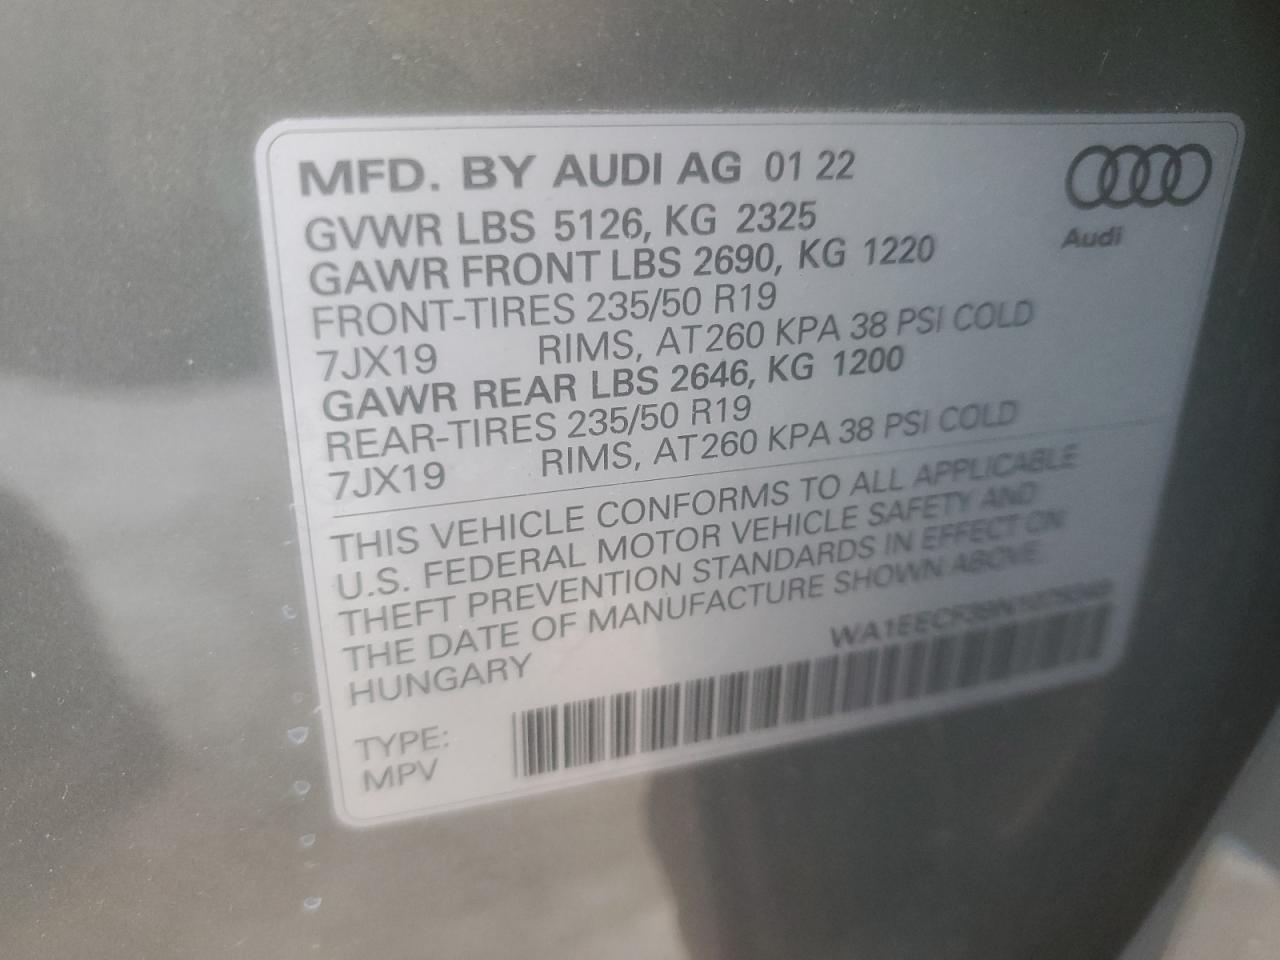 MFD. BY AUDI AG 01 22
GVWR LBS 5126, KG 2325
GAWR FRONT LBS 2690, KG 1220
FRONT-TIRES 235/50 R19
7JX19 RIMS, AT260 KPA 38 PSI COLD
GAWR REAR LBS 2646, KG 1200
REAR-TIRES 235/50 R19
7JX19 RIMS, AT260 KPA 38 PSI COLD
Audi
THIS VEHICLE CONFORMS TO ALL APPLICABLE
U.S. FEDERAL MOTOR VEHICLE SAFETY AND
THEFT PREVENTION STANDARDS IN EFFECT ON
THE DATE OF MANUFACTURE SHOWN ABOVE
HUNGARY
TYPE:
MPV